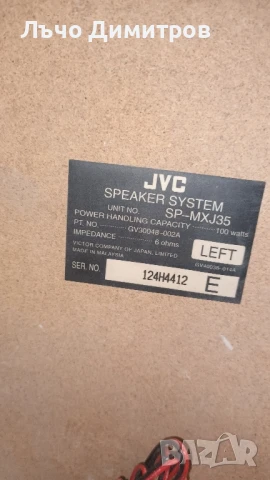 Лъчо Димитров
JVC
SPEAKER SYSTEM
UNIT NO. SP-MXJ35
POWER HANDLING CAPACITY 100 watts
PT. NO. GV30048-002A
IMPEDANCE 6 ohms
VICTOR COMPANY OF JAPAN, LIMITED
MADE IN MALAYSIA
LEFT
SER. NO. 124H4412 E
BAZAR